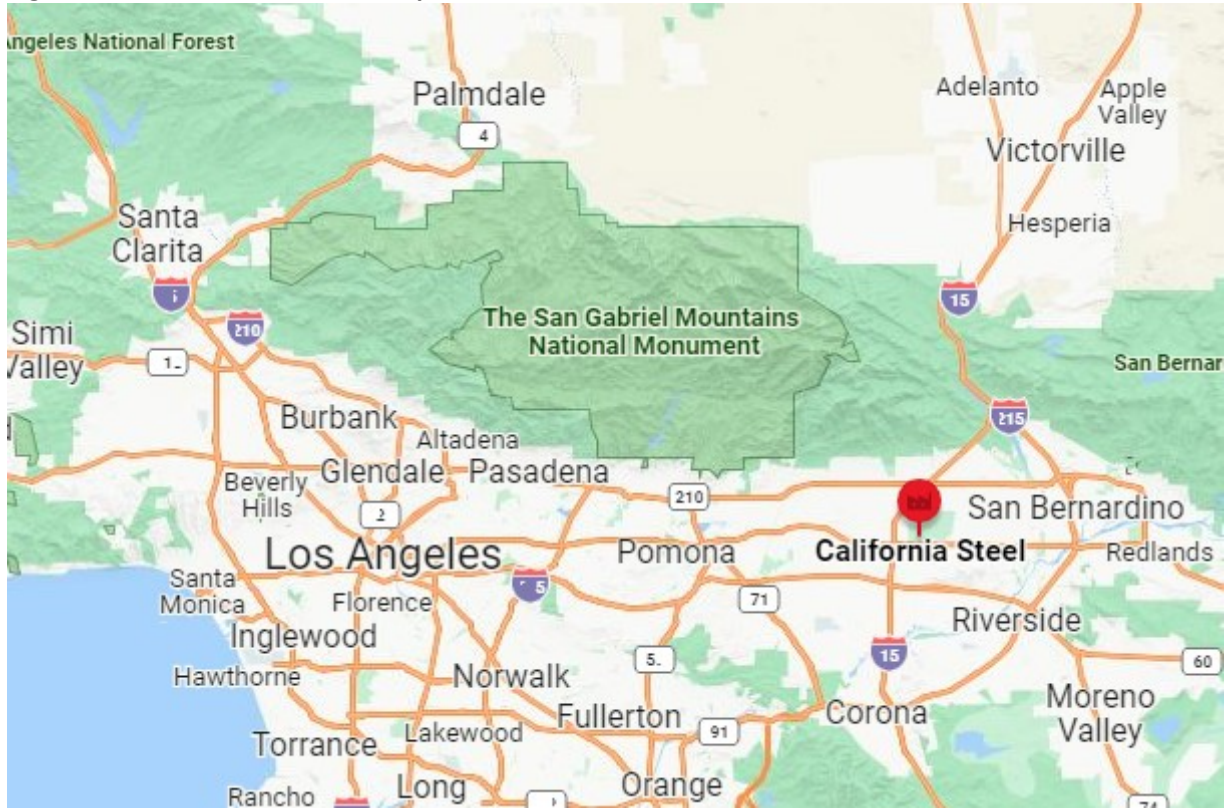 ngeles National Forest
Palmdale
4
Adelanto
Apple
Valley
Victorville
Santa
Clarita
Hesperia
15
210
The San Gabriel Mountains
National Monument
Simi
Valley
San Bernar
215
Burbank
Altadena
Glendale
Pasadena
Beverly
Hills
210
2
San Bernardino
Los Angeles
Pomona
California Steel
Redlands
Santa
Monica
Florence
71
Riverside
Inglewood
15
Hawthorne
Norwalk
5
60
Moreno
Valley
Fullerton
Corona
91
Lakewood
Torrance
Long
Orange
Rancho